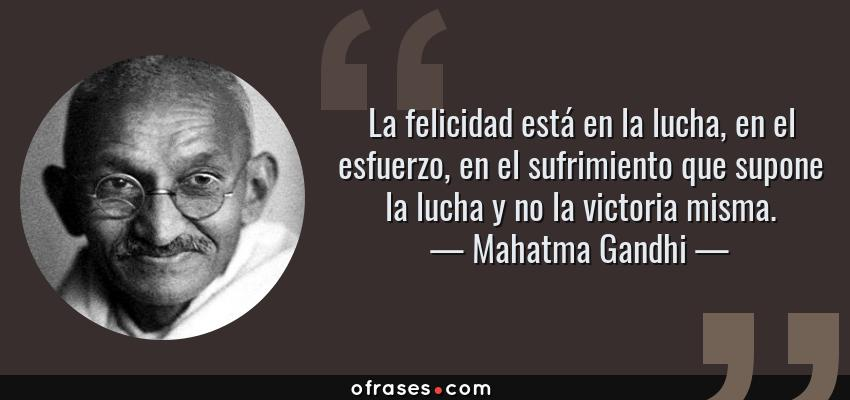 La felicidad está en la lucha, en el
esfuerzo, en el sufrimiento que supone
la lucha y no la victoria misma.
— Mahatma Gandhi —
ofrases.com